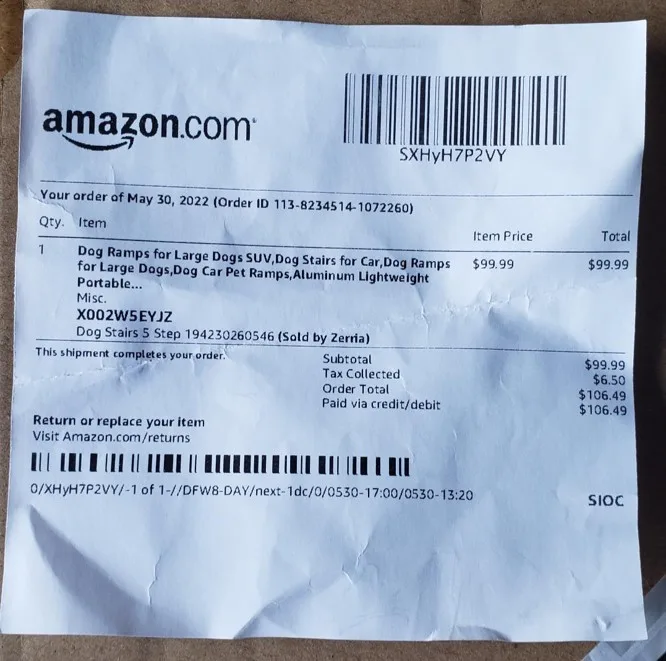 amazon.com
SXHyH7P2VY
Your order of May 30, 2022 (Order ID 113-8234514-1072260)
Qty. Item Item Price Total
1 Dog Ramps for Large Dogs SUV,Dog Stairs for Car,Dog Ramps $99.99 $99.99
for Large Dogs,Dog Car Pet Ramps,Aluminum Lightweight
Portable...
Misc.
X002W5EYJZ
Dog Stairs 5 Step 194230260546 (Sold by Zerria)
This shipment completes your order.
Subtotal $99.99
Tax Collected $6.50
Order Total $106.49
Paid via credit/debit $106.49
Return or replace your item
Visit Amazon.com/returns
0/XHyH7P2VY/-1 of 1-//DFW8-DAY/next-1dc/0/0530-17:00/0530-13:20
SIOC